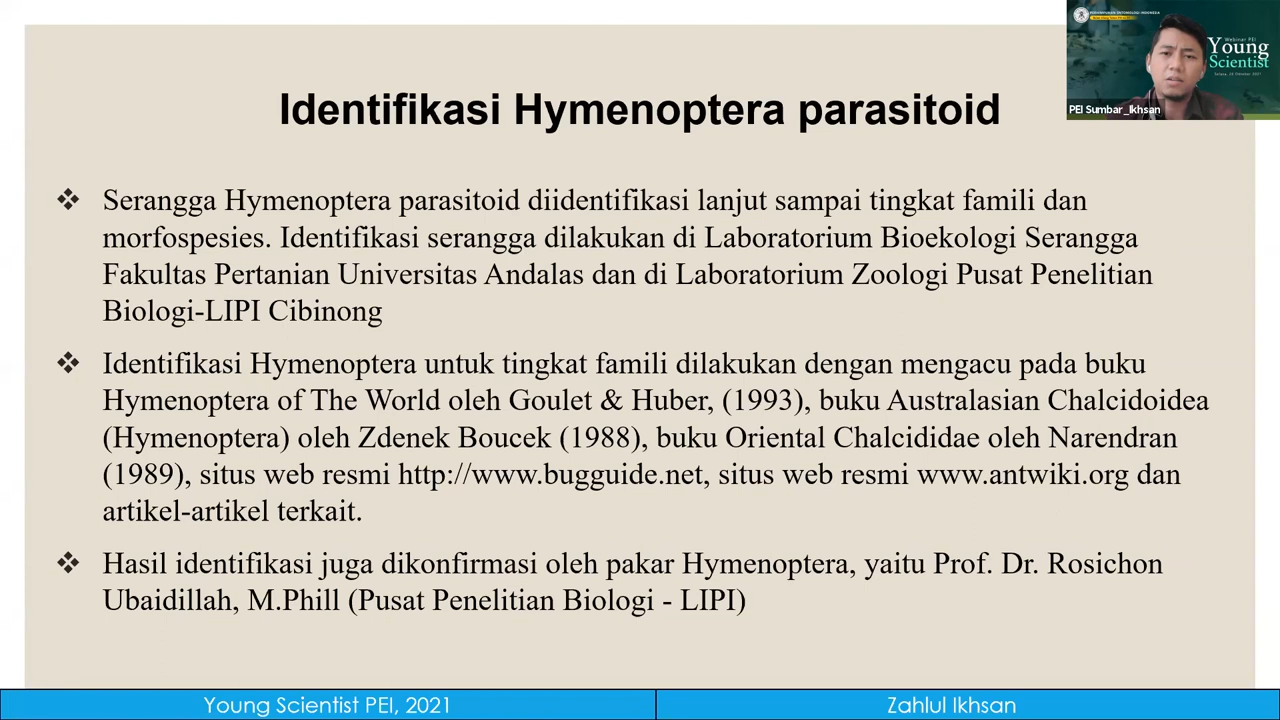 PERHIMPUNAN ENTOMOLOGI INDONESIA
Webinar PEI
Young
Scientist
PEI Sumbar_Ikhsan
Identifikasi Hymenoptera parasitoid
❖ Serangga Hymenoptera parasitoid diidentifikasi lanjut sampai tingkat famili dan
morfospesies. Identifikasi serangga dilakukan di Laboratorium Bioekologi Serangga
Fakultas Pertanian Universitas Andalas dan di Laboratorium Zoologi Pusat Penelitian
Biologi-LIPI Cibinong
❖ Identifikasi Hymenoptera untuk tingkat famili dilakukan dengan mengacu pada buku
Hymenoptera of The World oleh Goulet & Huber, (1993), buku Australasian Chalcidoidea
(Hymenoptera) oleh Zdenek Boucek (1988), buku Oriental Chalcididae oleh Narendran
(1989), situs web resmi http://www.bugguide.net, situs web resmi www.antwiki.org dan
artikel-artikel terkait.
❖ Hasil identifikasi juga dikonfirmasi oleh pakar Hymenoptera, yaitu Prof. Dr. Rosichon
Ubaidillah, M.Phill (Pusat Penelitian Biologi - LIPI)
Young Scientist PEI, 2021
Zahlul Ikhsan